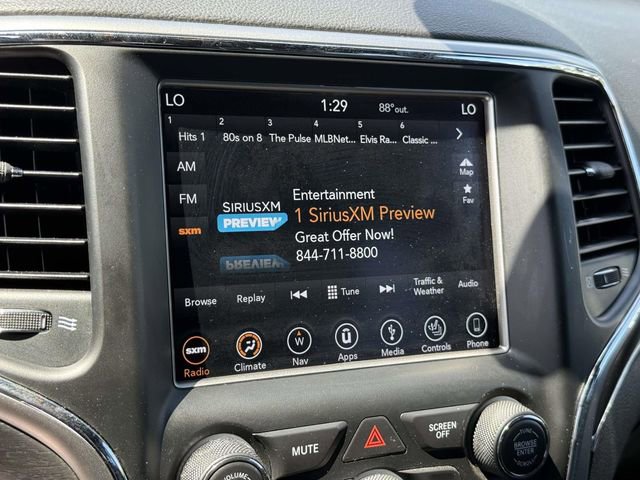 LO 1:29 88° out. LO
1 2 3 4 5 6
Hits 1 80s on 8 The Pulse MLBNet... Elvis Ra... Classic ...
AM
Map
FM
Fav
sxm
SIRIUSXM
PREVIEW
Entertainment
1 SiriusXM Preview
Great Offer Now!
844-711-8800
PREVIEW
Browse Replay Tune Traffic & Weather Audio
sxm W U
Radio Climate Nav Apps Media Controls Phone
MUTE
SCREEN OFF
VOLUME
TUNE
BROWSE
ENTER